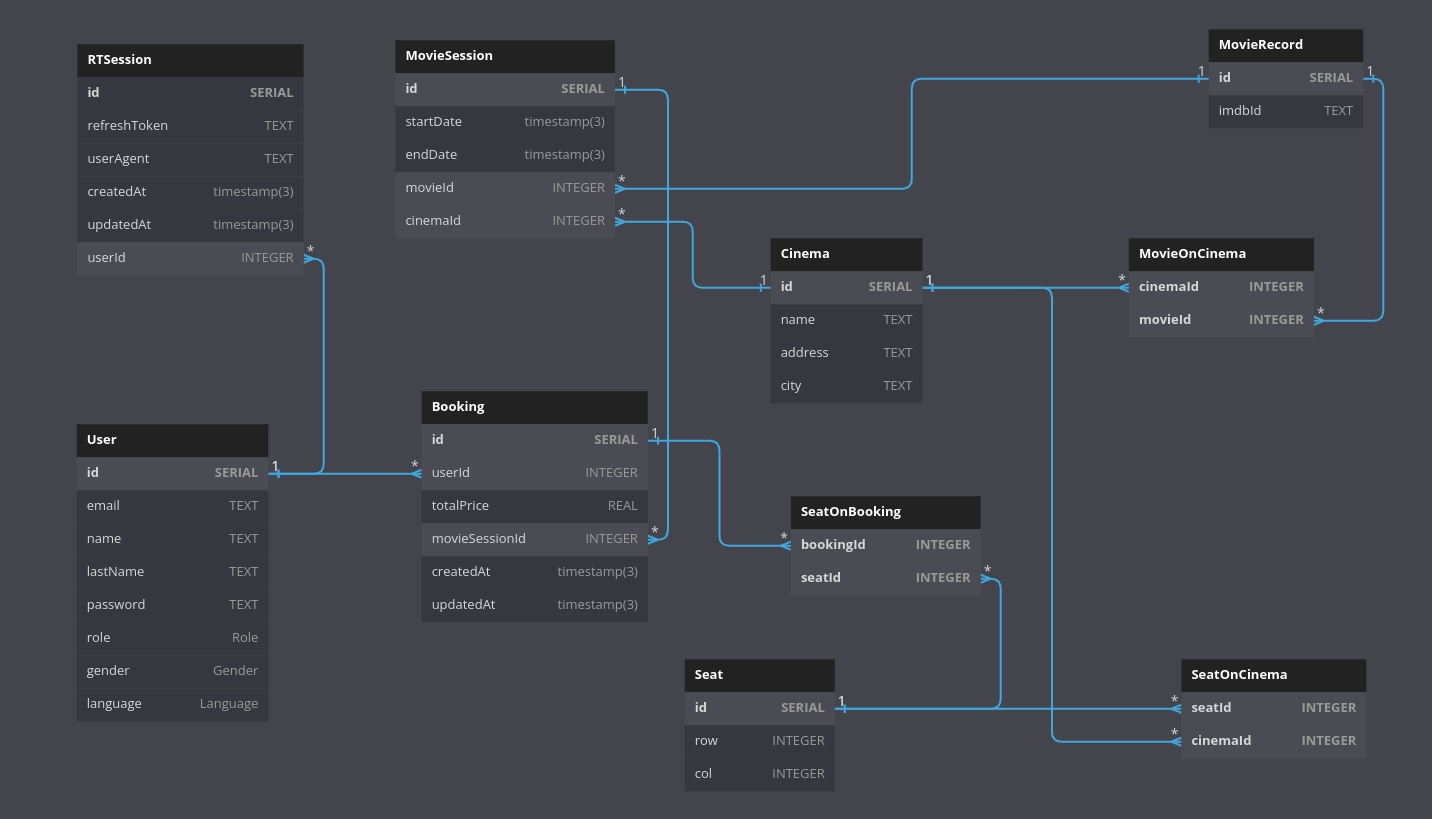 RTSession
id SERIAL
refreshToken TEXT
userAgent TEXT
createdAt timestamp(3)
updatedAt timestamp(3)
userId INTEGER
*
MovieSession
id SERIAL
1
startDate timestamp(3)
endDate timestamp(3)
movieId INTEGER
*
cinemaId INTEGER
*
MovieRecord
1
id SERIAL
1
imdbId TEXT
Cinema
1
id SERIAL
1
name TEXT
address TEXT
city TEXT
MovieOnCinema
*
cinemaId INTEGER
movieId INTEGER
*
User
id SERIAL
1
email TEXT
name TEXT
lastName TEXT
password TEXT
role Role
gender Gender
language Language
Booking
id SERIAL
1
*
userId INTEGER
totalPrice REAL
movieSessionId INTEGER
*
createdAt timestamp(3)
updatedAt timestamp(3)
SeatOnBooking
*
bookingId INTEGER
seatId INTEGER
*
Seat
id SERIAL
1
row INTEGER
col INTEGER
SeatOnCinema
*
seatId INTEGER
*
cinemaId INTEGER